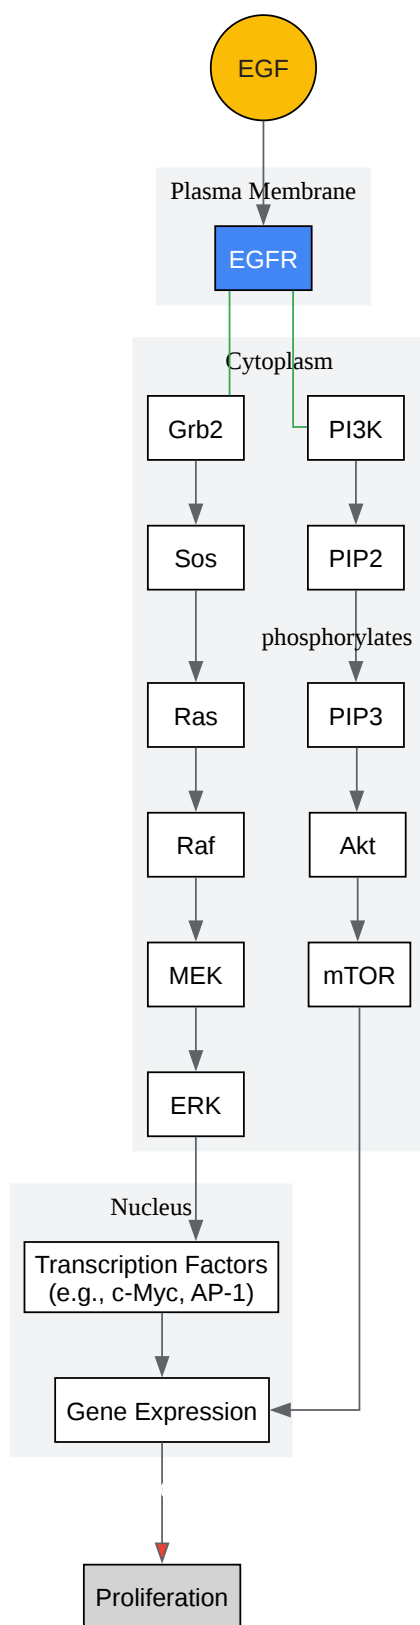 EGF
Plasma Membrane
EGFR
Cytoplasm
Grb2
PI3K
Sos
PIP2
phosphorylates
Ras
PIP3
Raf
Akt
MEK
mTOR
ERK
Nucleus
Transcription Factors
(e.g., c-Myc, AP-1)
Gene Expression
Proliferation